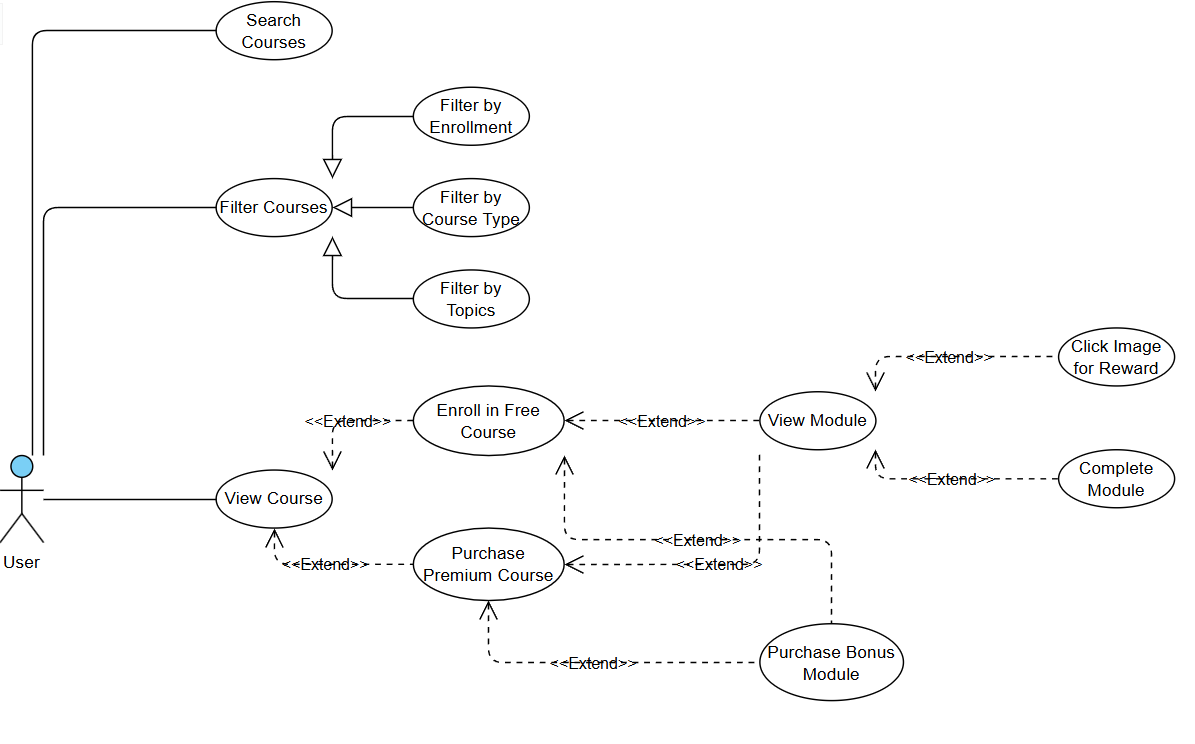 Search
Courses
Filter by
Enrollment
Filter Courses
Filter by
Course Type
Filter by
Topics
<<Extend>>
Click Image
for Reward
<<Extend>>
Enroll in Free
Course
<<Extend>>
View Module
<<Extend>>
Complete
Module
View Course
<<Extend>>
<<Extend>>
Purchase
Premium Course
<<Extend>>
User
<<Extend>>
Purchase Bonus
Module